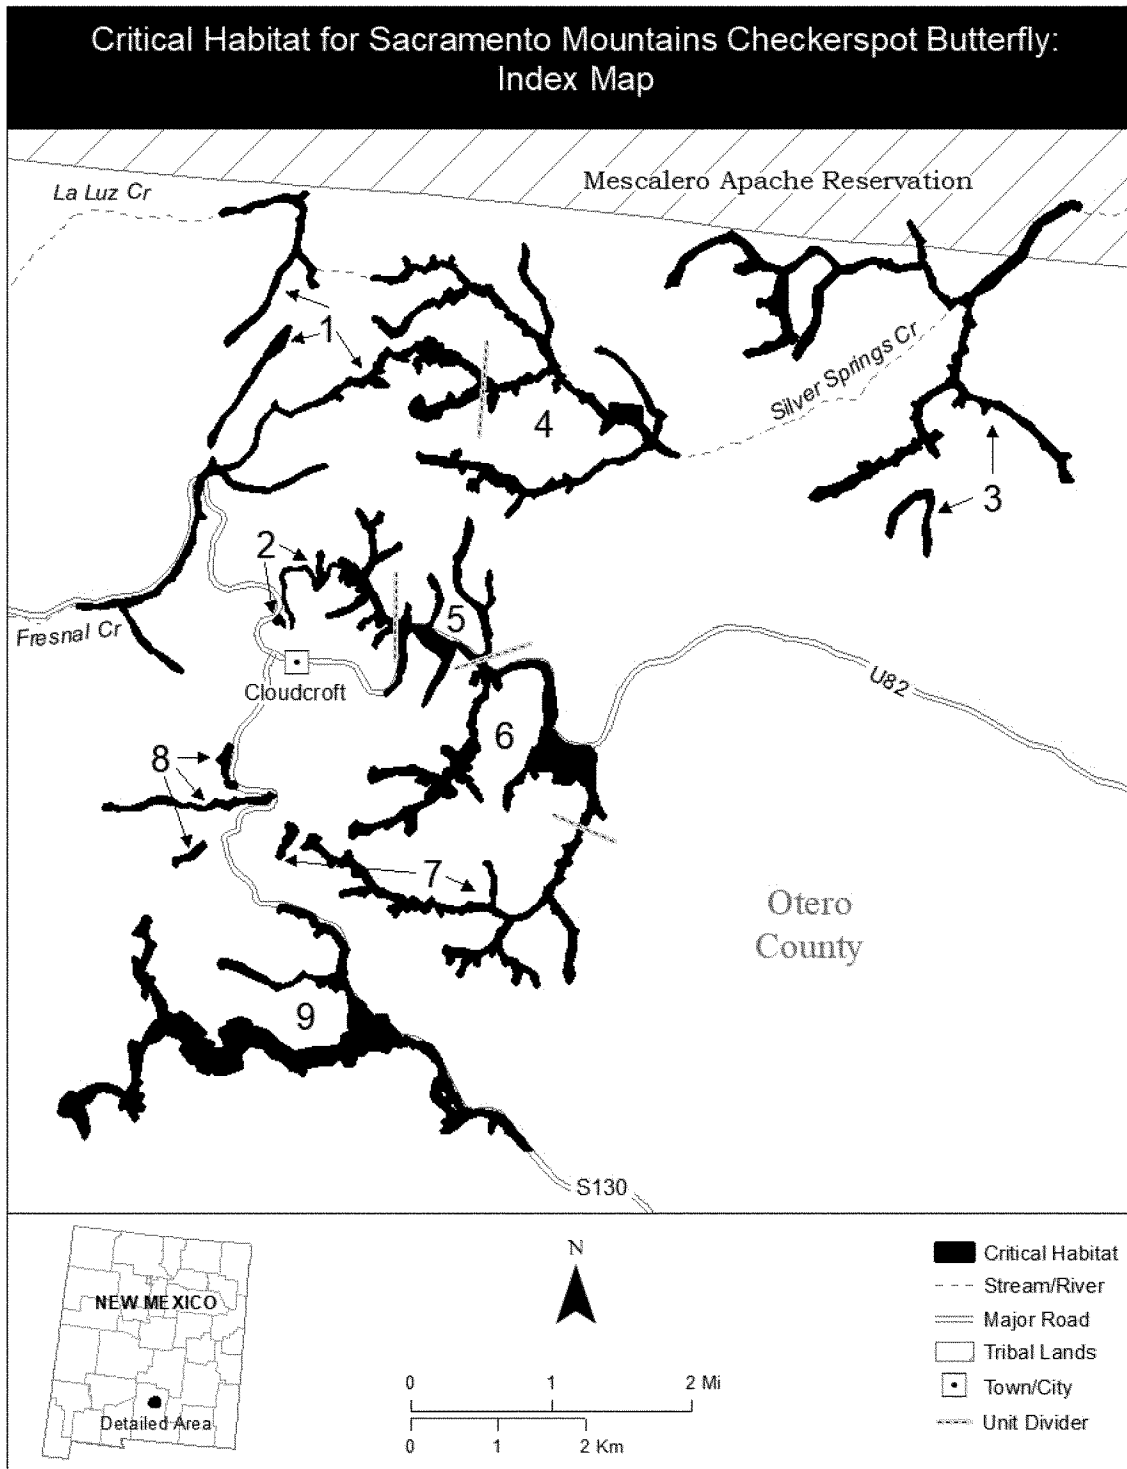 Critical Habitat for Sacramento Mountains Checkerspot Butterfly:
Index Map
Mescalero Apache Reservation
La Luz Cr
1
Silver Springs Cr
4
3
2
5
Fresnal Cr
Cloudcroft
U82
6
8
7
Otero
County
9
S130
NEW MEXICO
Detailed Area
N
0 1 2 Mi
0 1 2 Km
Critical Habitat
Stream/River
Major Road
Tribal Lands
Town/City
Unit Divider